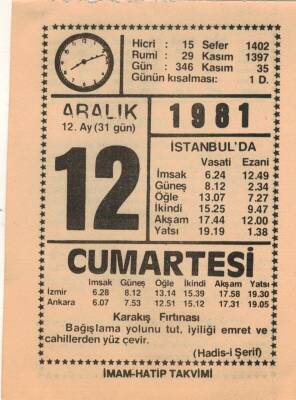 Hicri : 15 Sefer 1402
Rumi : 29 Kasım 1397
Gün : 346 Kasım 35
Günün kısalması: 1 D.
ARALIK
12. Ay (31 gün)
1981
12
İSTANBUL'DA
Vasati Ezani
İmsak 6.24 12.49
Güneş 8.12 2.34
Öğle 13.07 7.27
İkindi 15.25 9.47
Akşam 17.44 12.00
Yatsı 19.19 1.38
CUMARTESİ
İmsak Güneş Öğle İkindi Akşam Yatsı
İzmir 6.28 8.12 13.14 15.39 17.58 19.30
Ankara 6.07 7.53 12.51 15.12 17.31 19.05
Karakış Fırtınası
Bağışlama yolunu tut, iyiliği emret ve
cahillerden yüz çevir.
(Hadis-i Şerif)
İMAM-HATİP TAKVİMİ